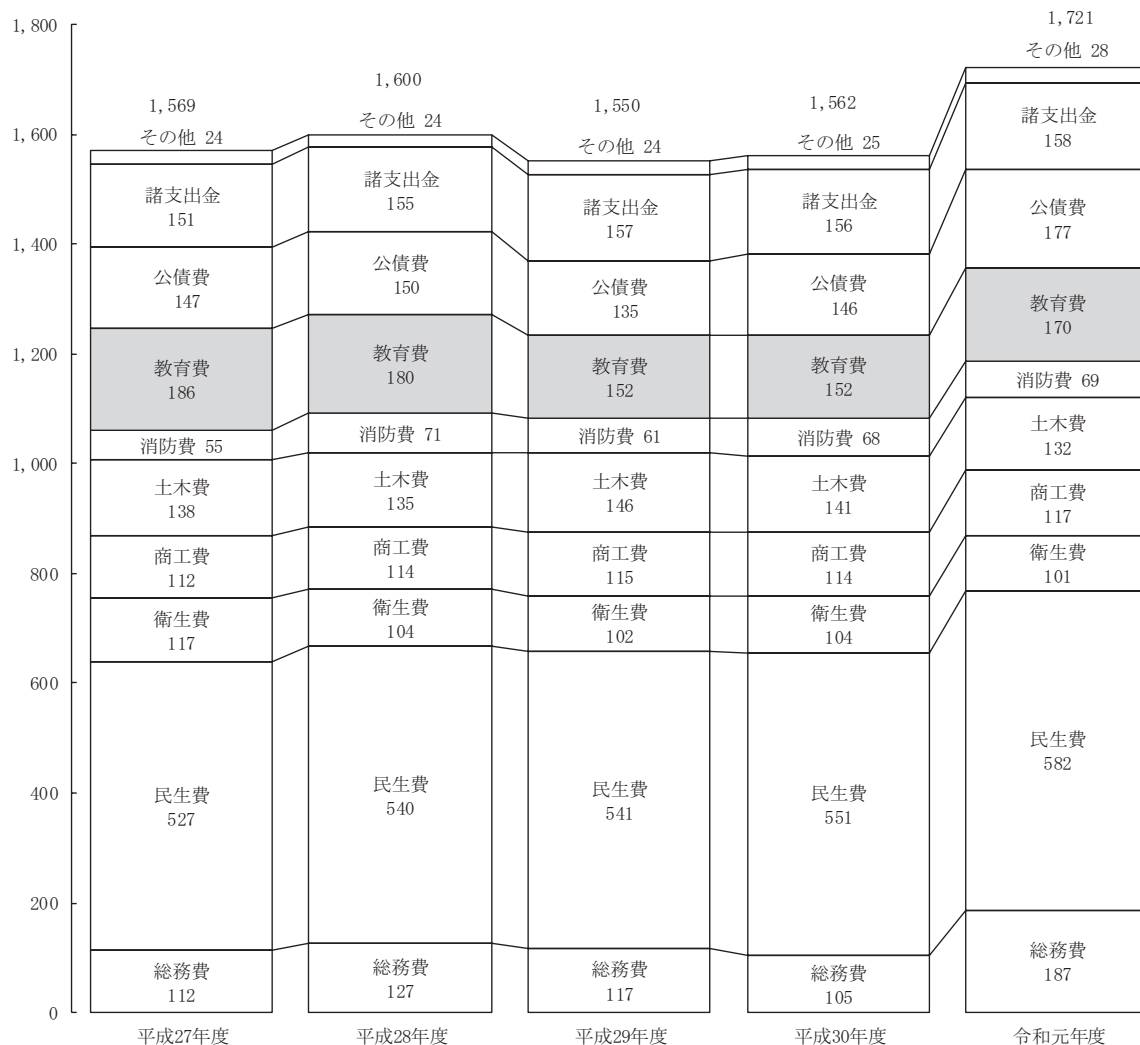 1,800
1,600
1,400
1,200
1,000
800
600
400
200
0
1,569
その他 24
諸支出金
151
公債費
147
教育費
186
消防費 55
土木費
138
商工費
112
衛生費
117
民生費
527
総務費
112
平成27年度
1,600
その他 24
諸支出金
155
公債費
150
教育費
180
消防費 71
土木費
135
商工費
114
衛生費
104
民生費
540
総務費
127
平成28年度
1,550
その他 24
諸支出金
157
公債費
135
教育費
152
消防費 61
土木費
146
商工費
115
衛生費
102
民生費
541
総務費
117
平成29年度
1,562
その他 25
諸支出金
156
公債費
146
教育費
152
消防費 68
土木費
141
商工費
114
衛生費
104
民生費
551
総務費
105
平成30年度
1,721
その他 28
諸支出金
158
公債費
177
教育費
170
消防費 69
土木費
132
商工費
117
衛生費
101
民生費
582
総務費
187
令和元年度